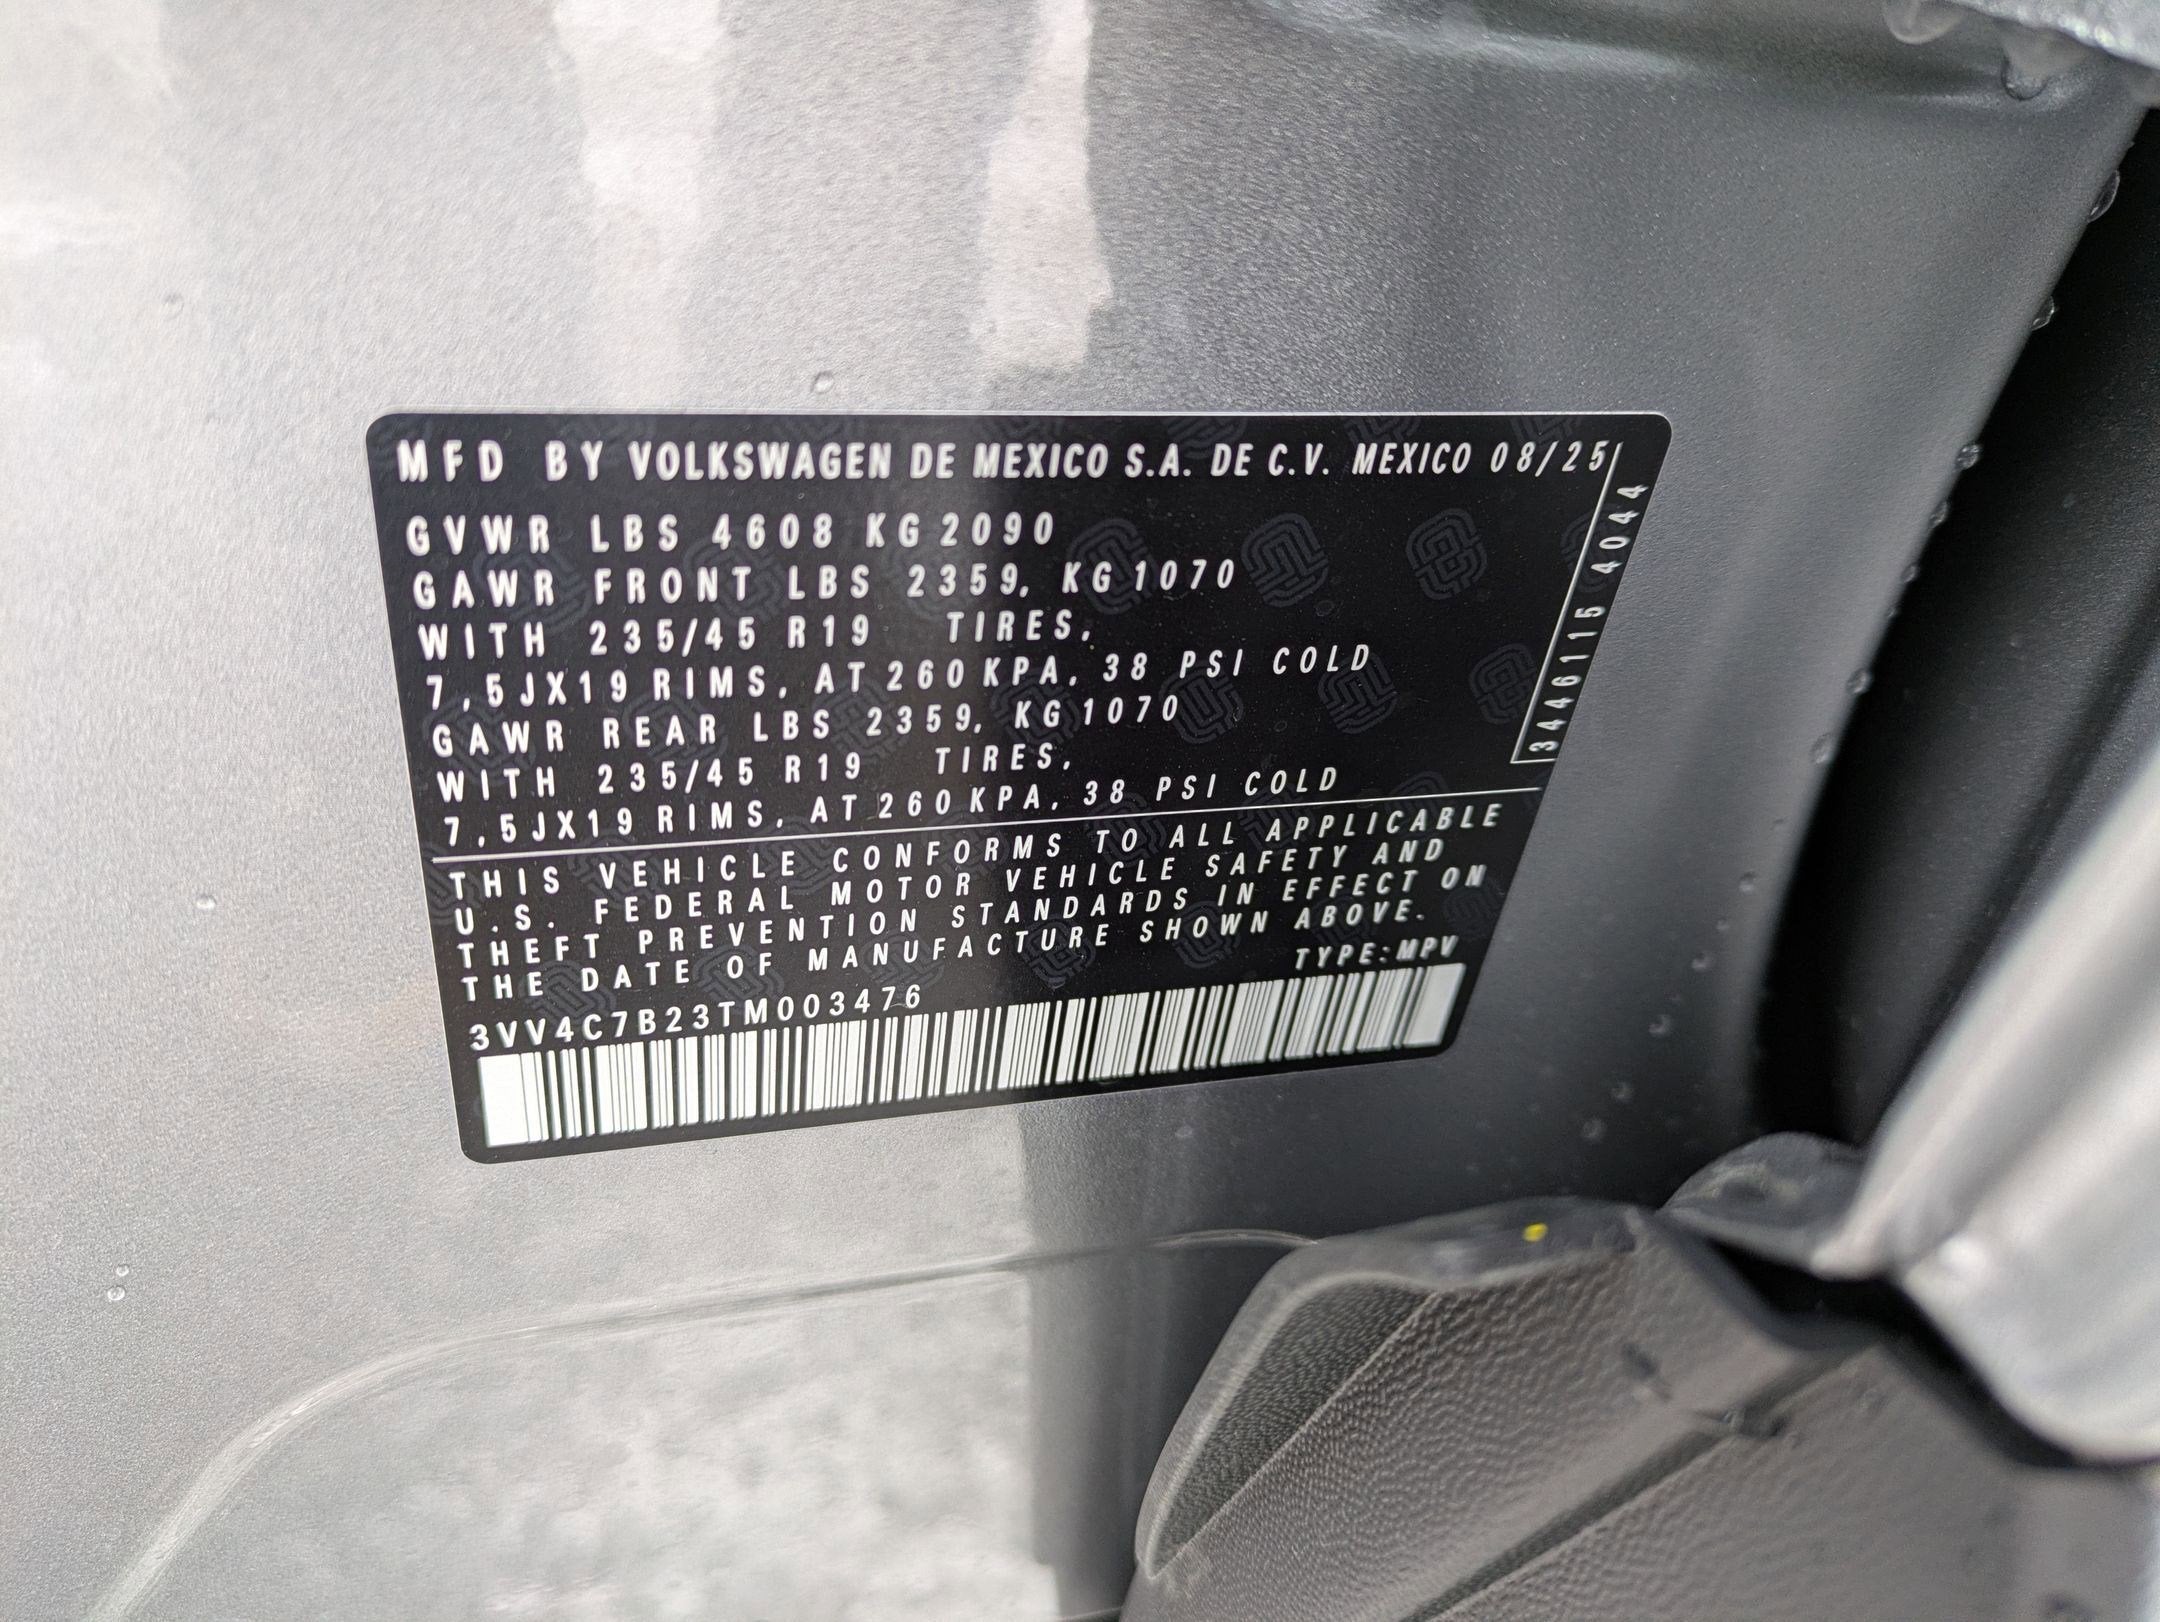 MFD BY VOLKSWAGEN DE MEXICO S.A. DE C.V. MEXICO 08/25
GVWR LBS 4608 KG 2090
GAWR FRONT LBS 2359, KG 1070
WITH 235/45 R19 TIRES,
7,5JX19 RIMS, AT 260 KPA, 38 PSI COLD
GAWR REAR LBS 2359, KG 1070
WITH 235/45 R19 TIRES,
7,5JX19 RIMS, AT 260 KPA, 38 PSI COLD
34461115 4044
THIS VEHICLE CONFORMS TO ALL APPLICABLE
U.S. FEDERAL MOTOR VEHICLE SAFETY AND
THEFT PREVENTION STANDARDS IN EFFECT ON
THE DATE OF MANUFACTURE SHOWN ABOVE.
TYPE:MPV
3VV4C7B23TM003476